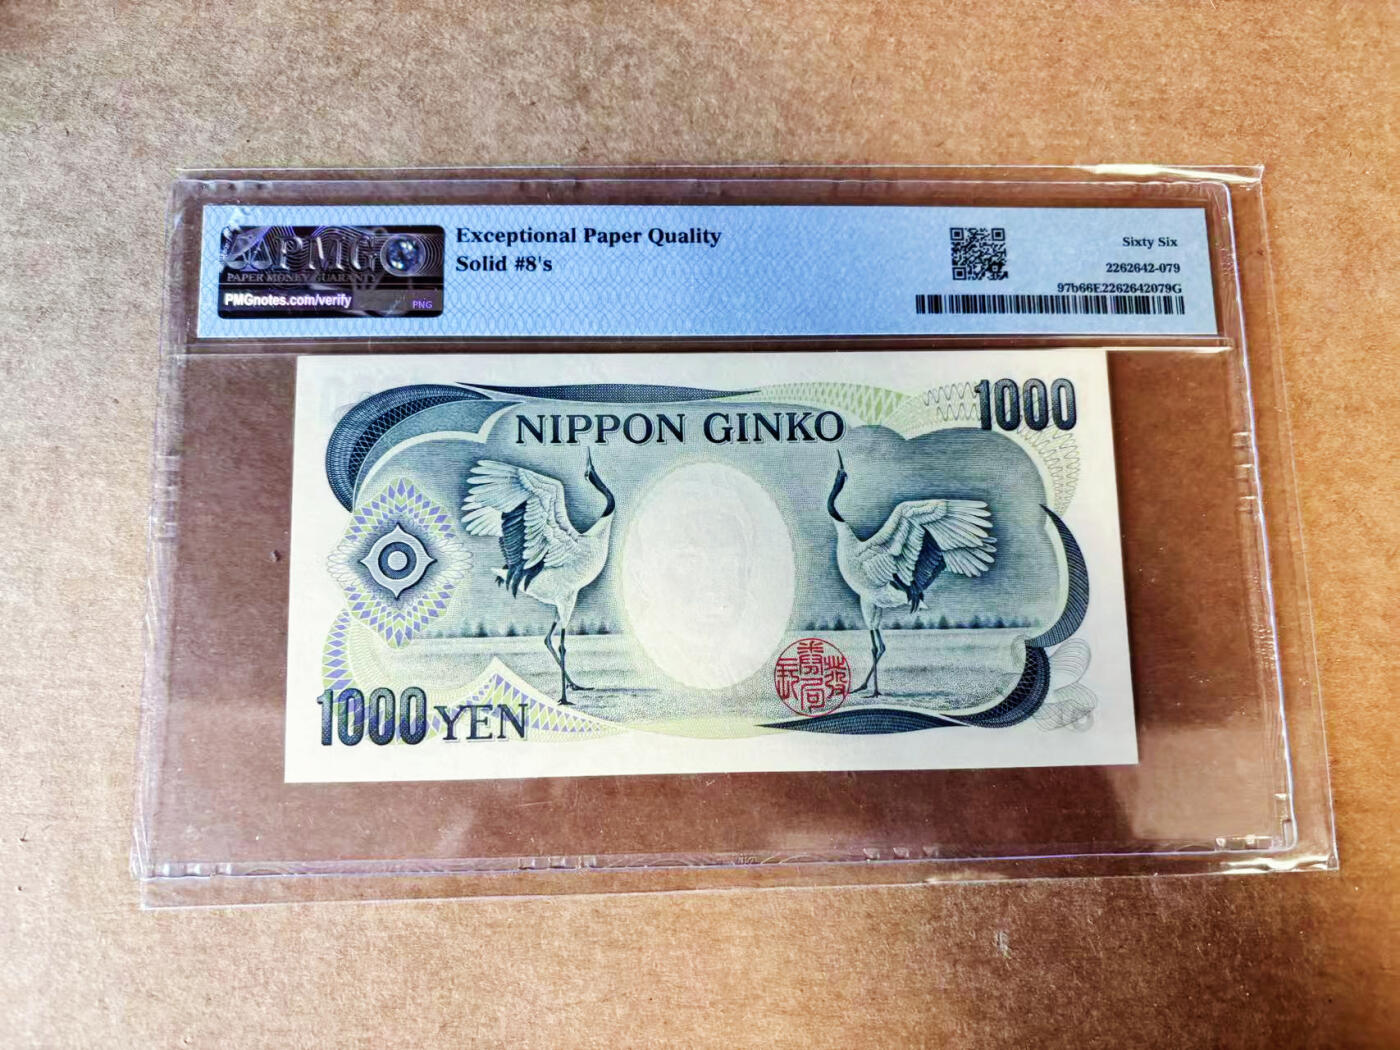 PMG
PAPER MONEY GUARANTY
PMGnotes.com/verify
PNG
Exceptional Paper Quality
Solid #8's
Sixty Six
2262642-079
97b66E2262642079G
1000
NIPPON GINKO
1000 YEN